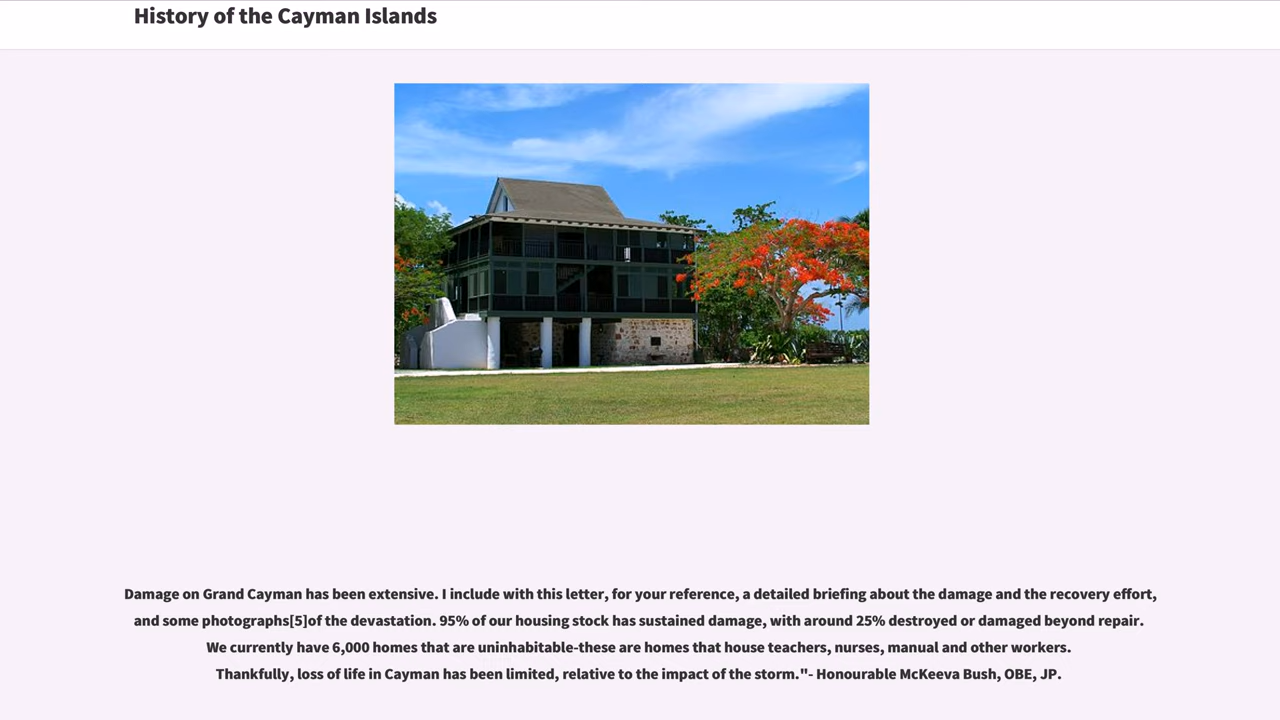 History of the Cayman Islands
Damage on Grand Cayman has been extensive. I include with this letter, for your reference, a detailed briefing about the damage and the recovery effort,
and some photographs[5]of the devastation. 95% of our housing stock has sustained damage, with around 25% destroyed or damaged beyond repair.
We currently have 6,000 homes that are uninhabitable-these are homes that house teachers, nurses, manual and other workers.
Thankfully, loss of life in Cayman has been limited, relative to the impact of the storm."- Honourable McKeeva Bush, OBE, JP.